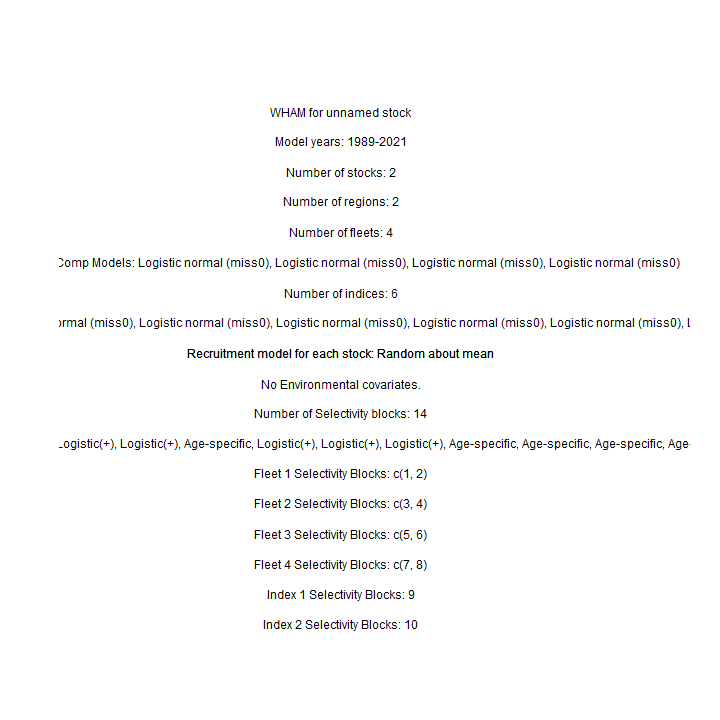 WHAM for unnamed stock
Model years: 1989-2021
Number of stocks: 2
Number of regions: 2
Number of fleets: 4
Comp Models: Logistic normal (miss0), Logistic normal (miss0), Logistic normal (miss0), Logistic normal (miss0)
Number of indices: 6
ormal (miss0), Logistic normal (miss0), Logistic normal (miss0), Logistic normal (miss0), Logistic normal (miss0), L
Recruitment model for each stock: Random about mean
No Environmental covariates.
Number of Selectivity blocks: 14
Logistic(+), Logistic(+), Age-specific, Logistic(+), Logistic(+), Logistic(+), Age-specific, Age-specific, Age-specific, Age-
Fleet 1 Selectivity Blocks: c(1, 2)
Fleet 2 Selectivity Blocks: c(3, 4)
Fleet 3 Selectivity Blocks: c(5, 6)
Fleet 4 Selectivity Blocks: c(7, 8)
Index 1 Selectivity Blocks: 9
Index 2 Selectivity Blocks: 10